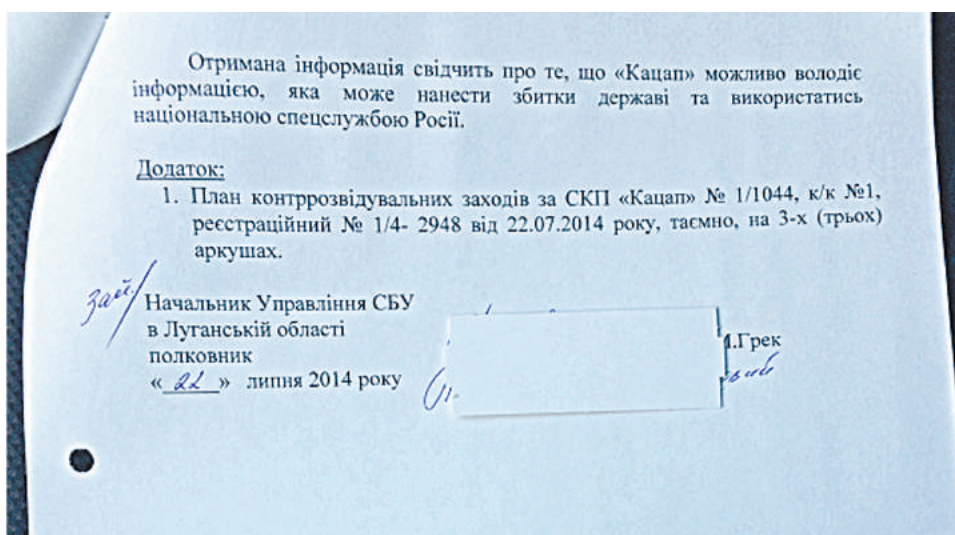 Отримана інформація свідчить про те, що «Кацап» можливо володіє
інформацією, яка може нанести збитки державі та використатись
національною спецслужбою Росії.
Додаток:
1. План контррозвідувальних заходів за СКП «Кацап» № 1/1044, к/к №1,
реєстраційний № 1/4- 2948 від 22.07.2014 року, таємно, на 3-х (трьох)
аркушах.
Начальник Управління СБУ
в Луганській області
полковник
.Грек
« 22 » липня 2014 року